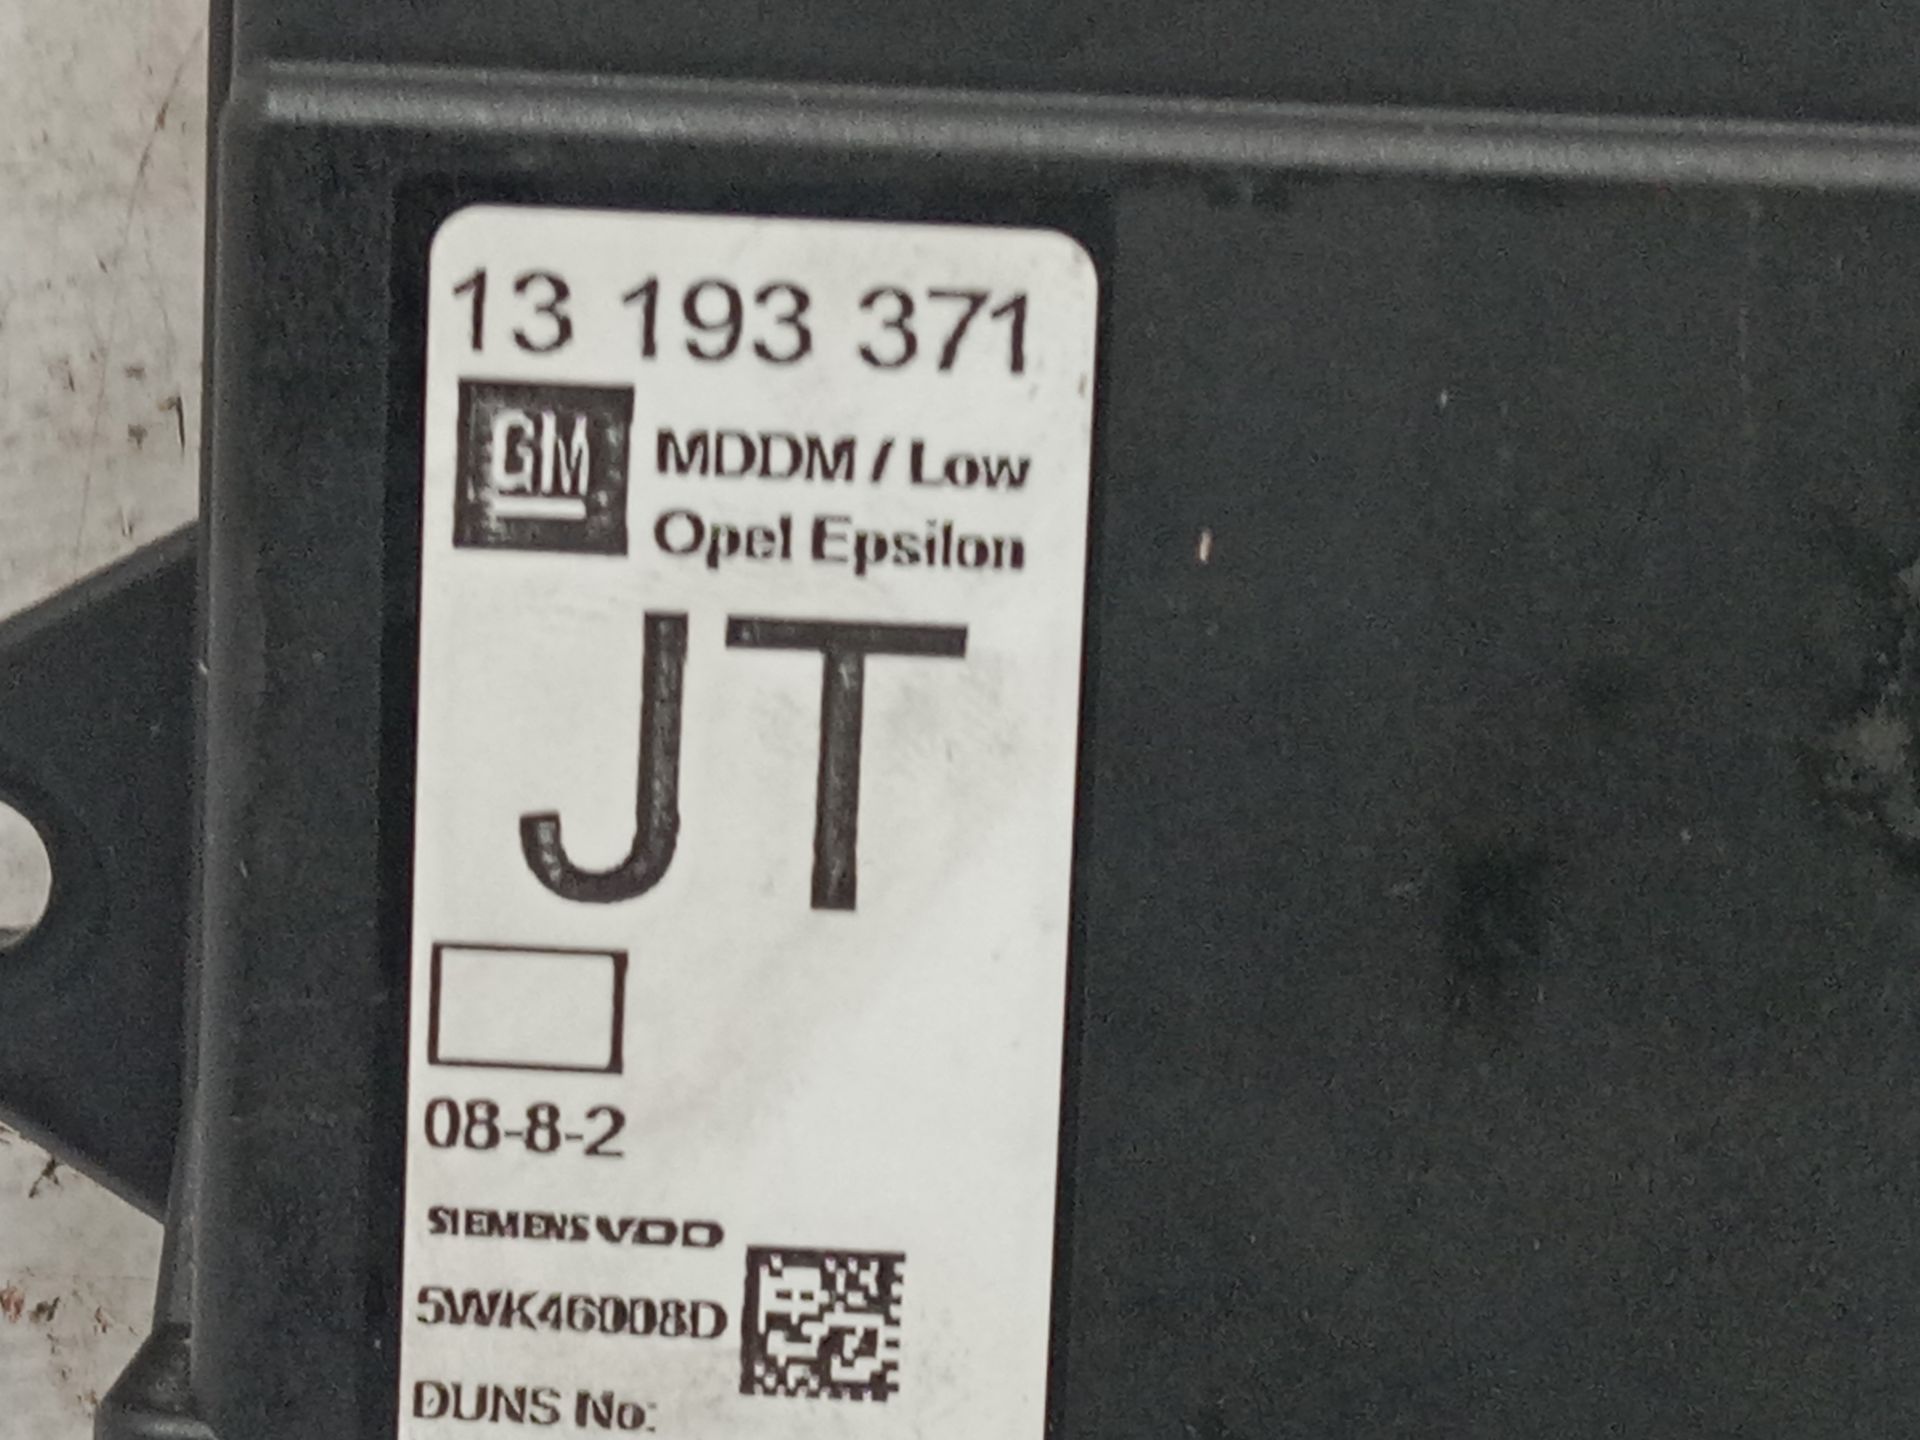 13 193 371
GM
MDDM / Low
Opel Epsilon
JT
08-8-2
SIEMENS VDO
5WK46008D
DUNS No: